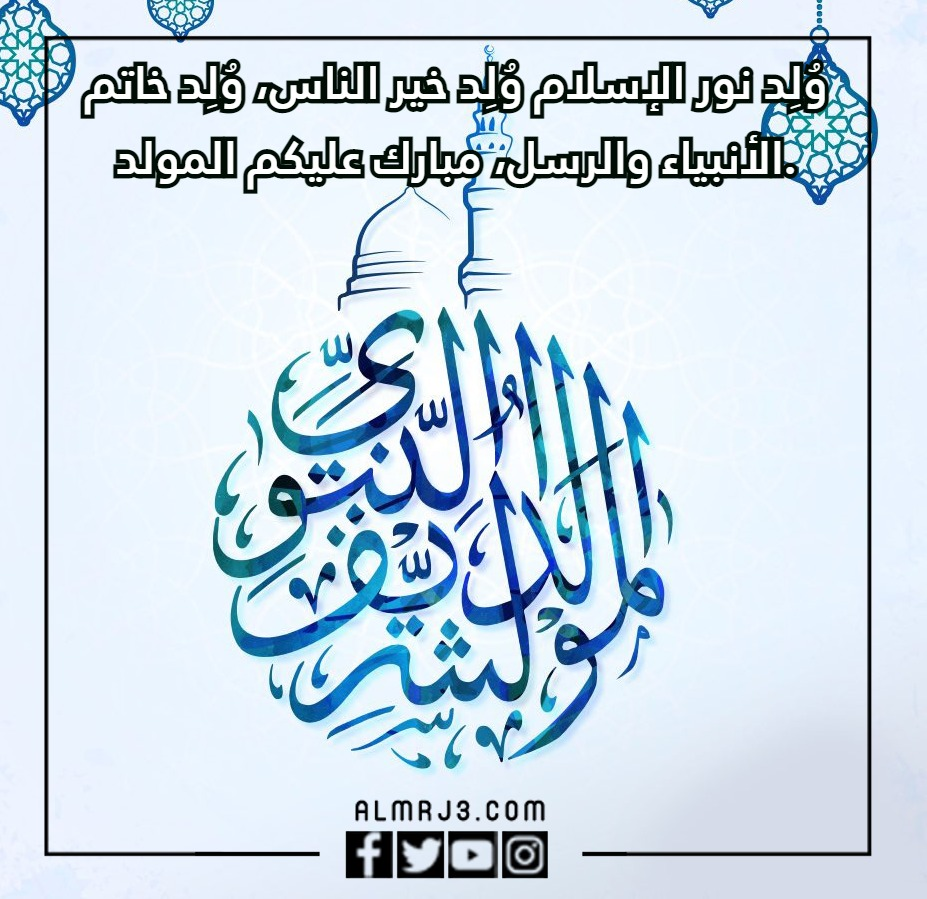 وُلِد نور الإسلام وُلِد خير الناس، وُلِد خاتم
الأنبياء والرسل، مبارك عليكم المولد.
المولد النبوي الشريف
ALMRJ3.COM